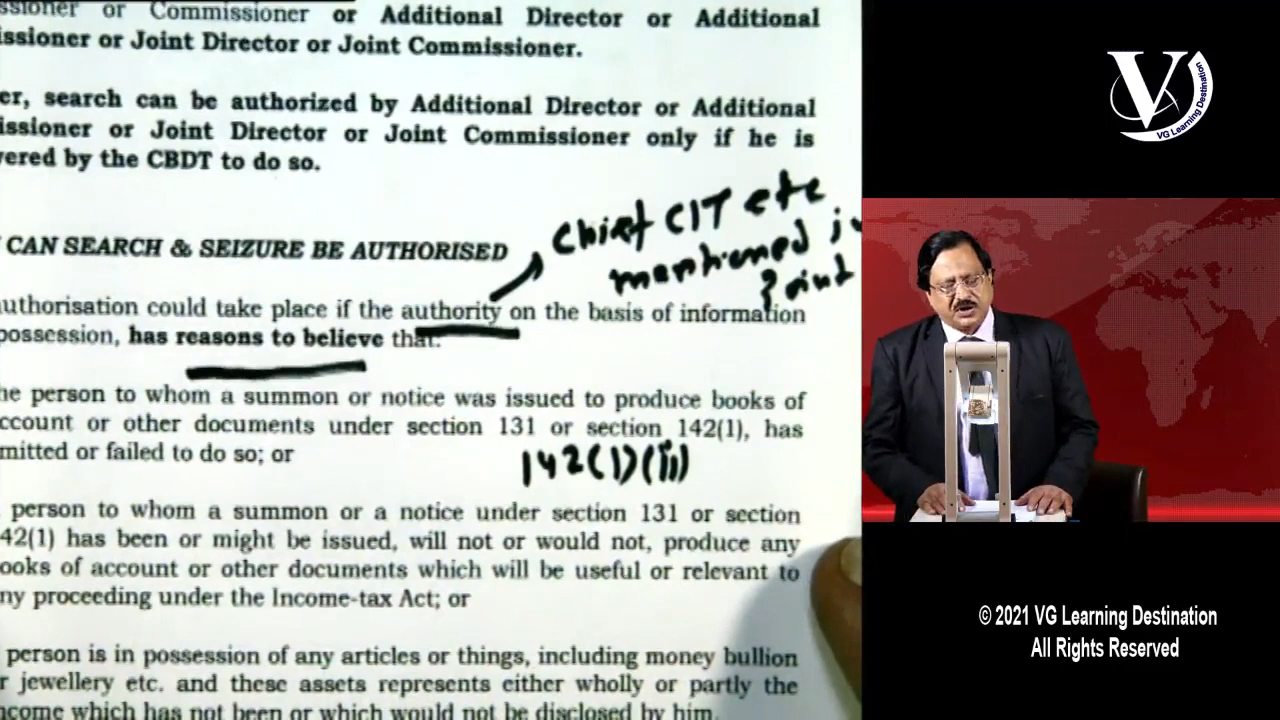 ssioner or Commissioner or Additional Director or Additional
issioner or Joint Director or Joint Commissioner.
er, search can be authorized by Additional Director or Additional
issioner or Joint Director or Joint Commissioner only if he is
vered by the CBDT to do so.
Chief CIT etc
mentioned in
Point
CAN SEARCH & SEIZURE BE AUTHORISED
authorisation could take place if the authority on the basis of information
possession, has reasons to believe that:
he person to whom a summon or notice was issued to produce books of
ccount or other documents under section 131 or section 142(1), has
mitted or failed to do so; or
142(1)(ii)
person to whom a summon or a notice under section 131 or section
42(1) has been or might be issued, will not or would not, produce any
ooks of account or other documents which will be useful or relevant to
ny proceeding under the Income-tax Act; or
person is in possession of any articles or things, including money bullion
r jewellery etc. and these assets represents either wholly or partly the
ncome which has not been or which would not be disclosed by him.
V
VG Learning Destination
© 2021 VG Learning Destination
All Rights Reserved